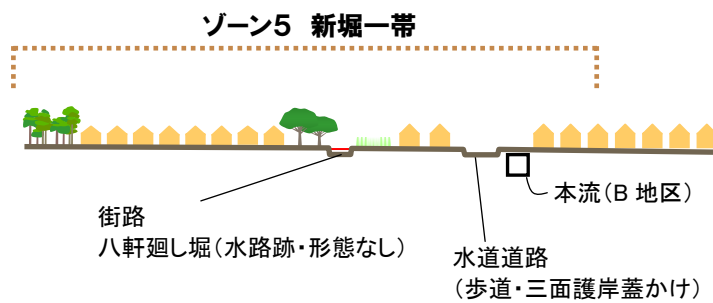 ゾーン5 新堀一帯
本流(B 地区)
街路
八軒廻し堀(水路跡・形態なし)
水道道路
(歩道・三面護岸蓋かけ)